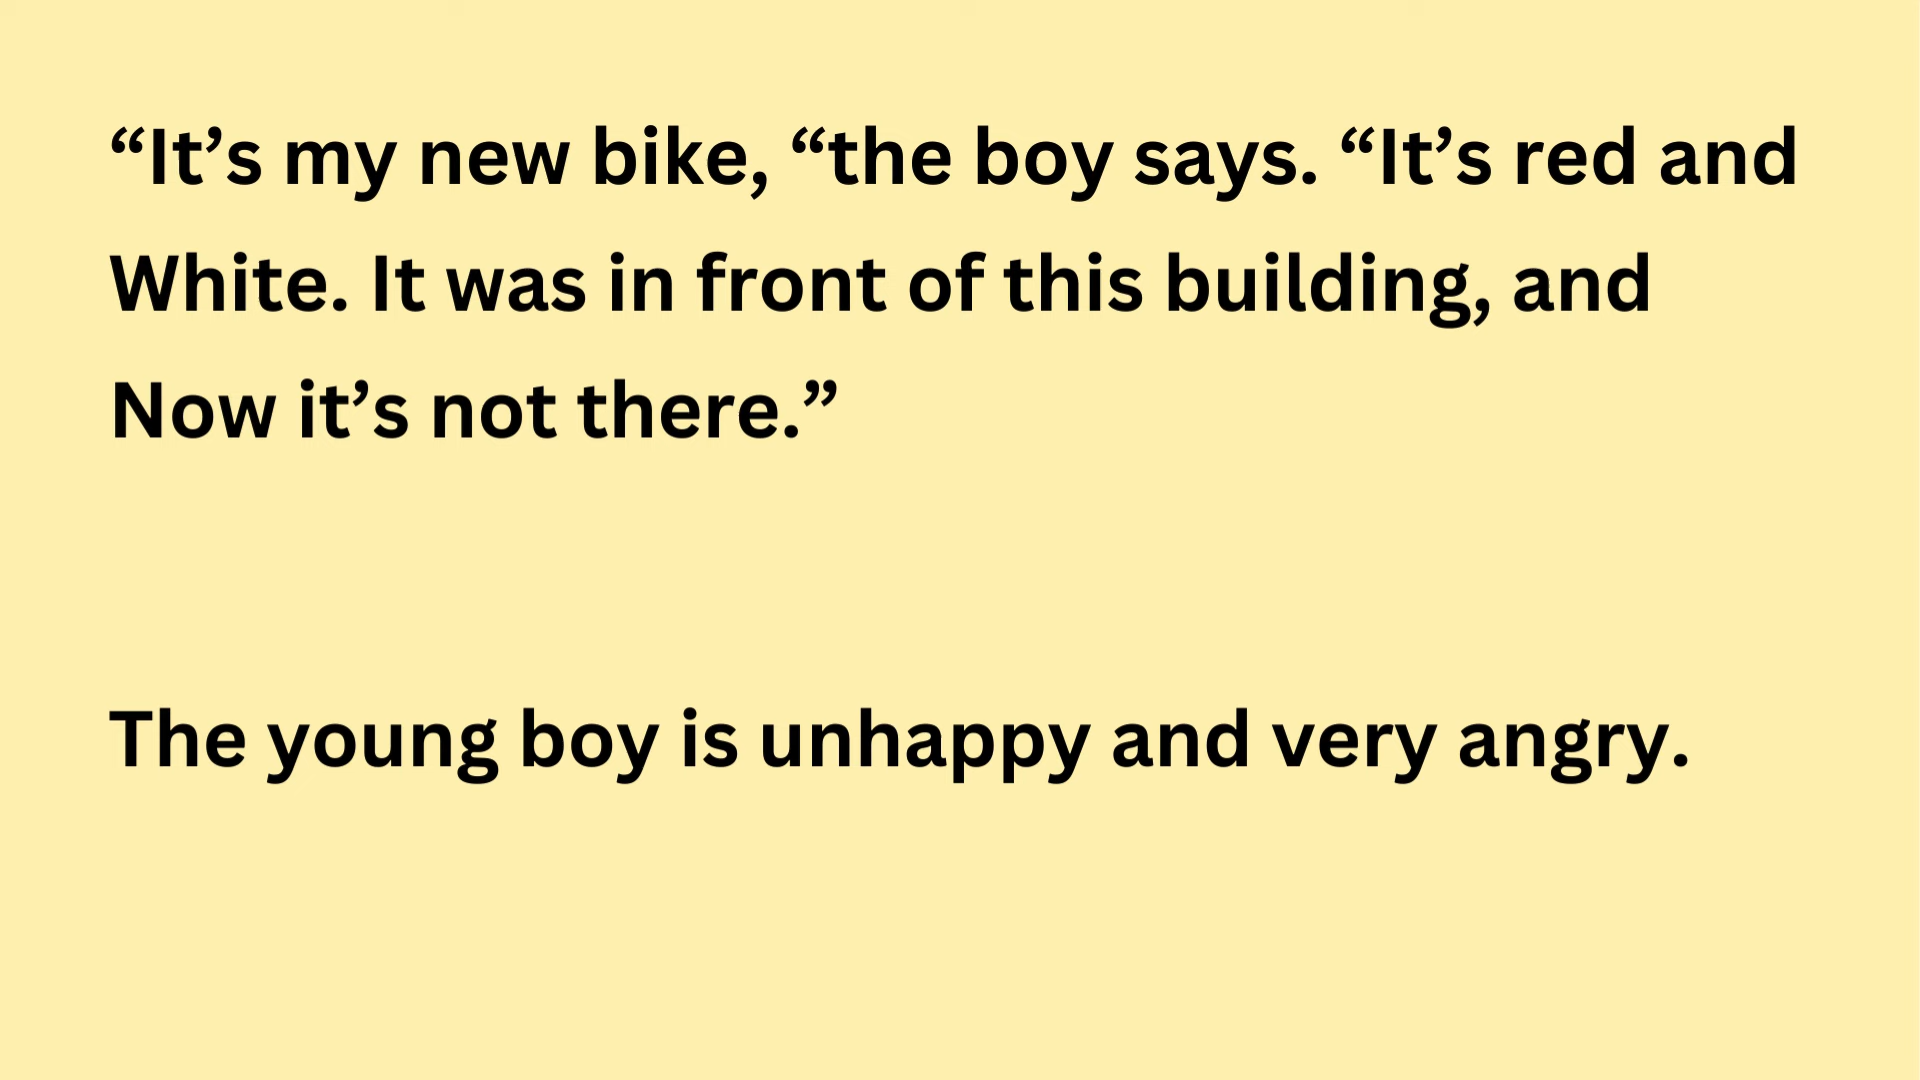 “It’s my new bike, “the boy says. “It’s red and
White. It was in front of this building, and
Now it’s not there.”
The young boy is unhappy and very angry.